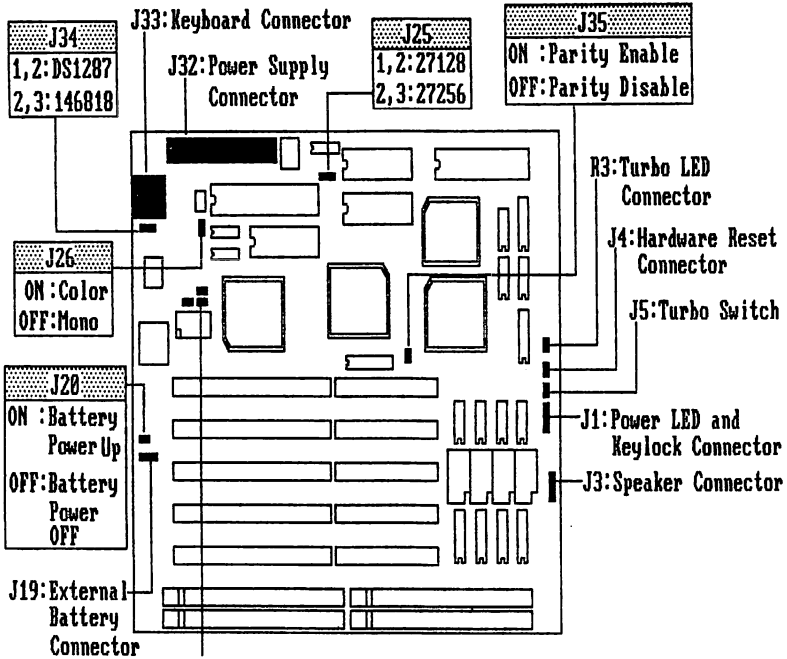 J33:Keyboard Connector
J34
1,2:DS1287
2,3:146818
J32:Power Supply
Connector
J25
1,2:27128
2,3:27256
J35
ON :Parity Enable
OFF:Parity Disable
R3:Turbo LED
Connector
J4:Hardware Reset
Connector
J5:Turbo Switch
J26
ON :Color
OFF:Mono
J20
ON :Battery
Power Up
OFF:Battery
Power
OFF
J1:Power LED and
Keylock Connector
J3:Speaker Connector
J19:External
Battery
Connector